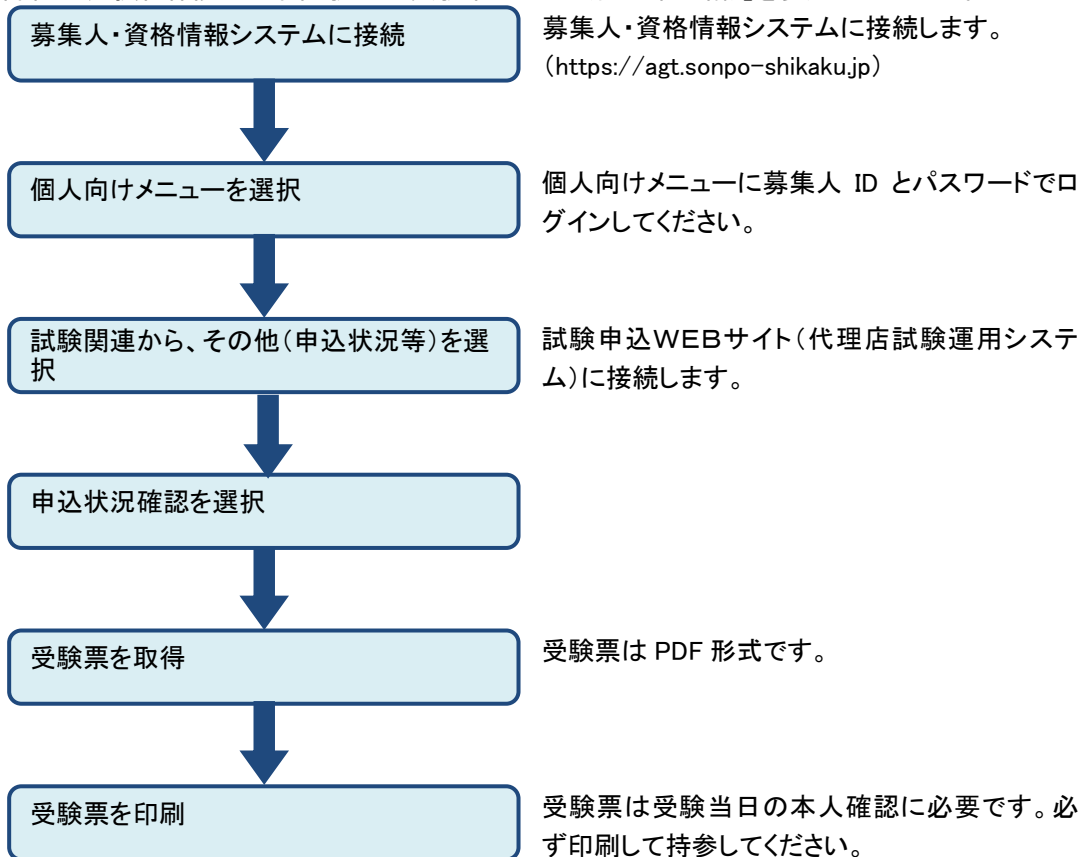 募集人・資格情報システムに接続
募集人・資格情報システムに接続します。
（https://agt.sonpo-shikaku.jp）
個人向けメニューを選択
個人向けメニューに募集人 ID とパスワードでロ
グインしてください。
試験関連から、その他（申込状況等）を選
択
試験申込ＷＥＢサイト（代理店試験運用システ
ム）に接続します。
申込状況確認を選択
受験票を取得
受験票は PDF 形式です。
受験票を印刷
受験票は受験当日の本人確認に必要です。必
ず印刷して持参してください。